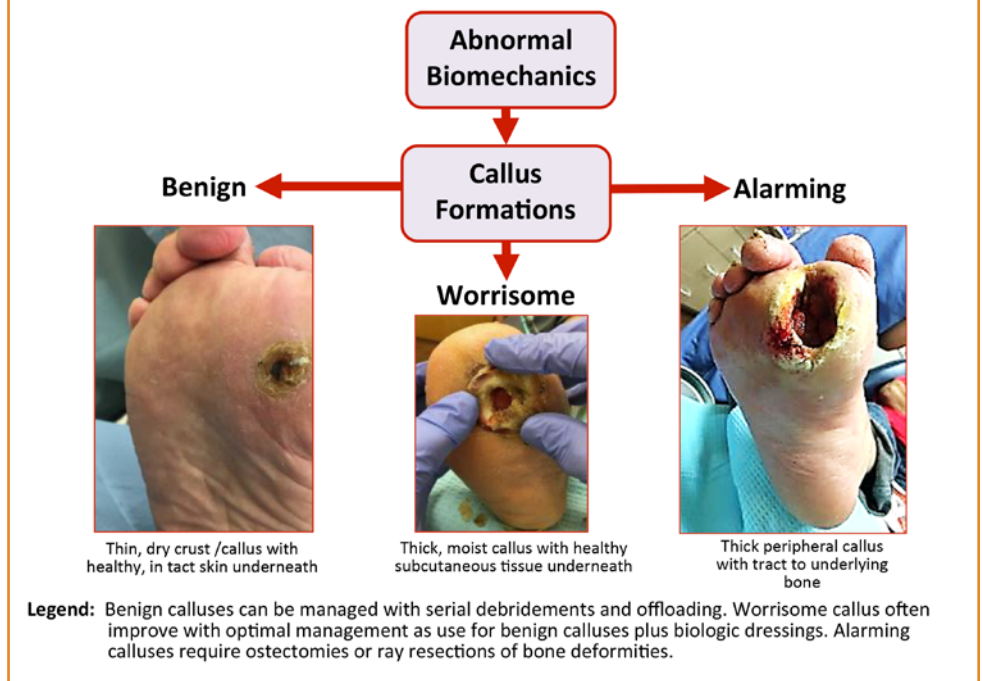 Abnormal
Biomechanics
Callus
Formations
Benign
Alarming
Worrisome
Thin, dry crust /callus with
healthy, in tact skin underneath
Thick, moist callus with healthy
subcutaneous tissue underneath
Thick peripheral callus
with tract to underlying
bone
Legend: Benign calluses can be managed with serial debridements and offloading. Worrisome callus often
improve with optimal management as use for benign calluses plus biologic dressings. Alarming
calluses require ostectomies or ray resections of bone deformities.